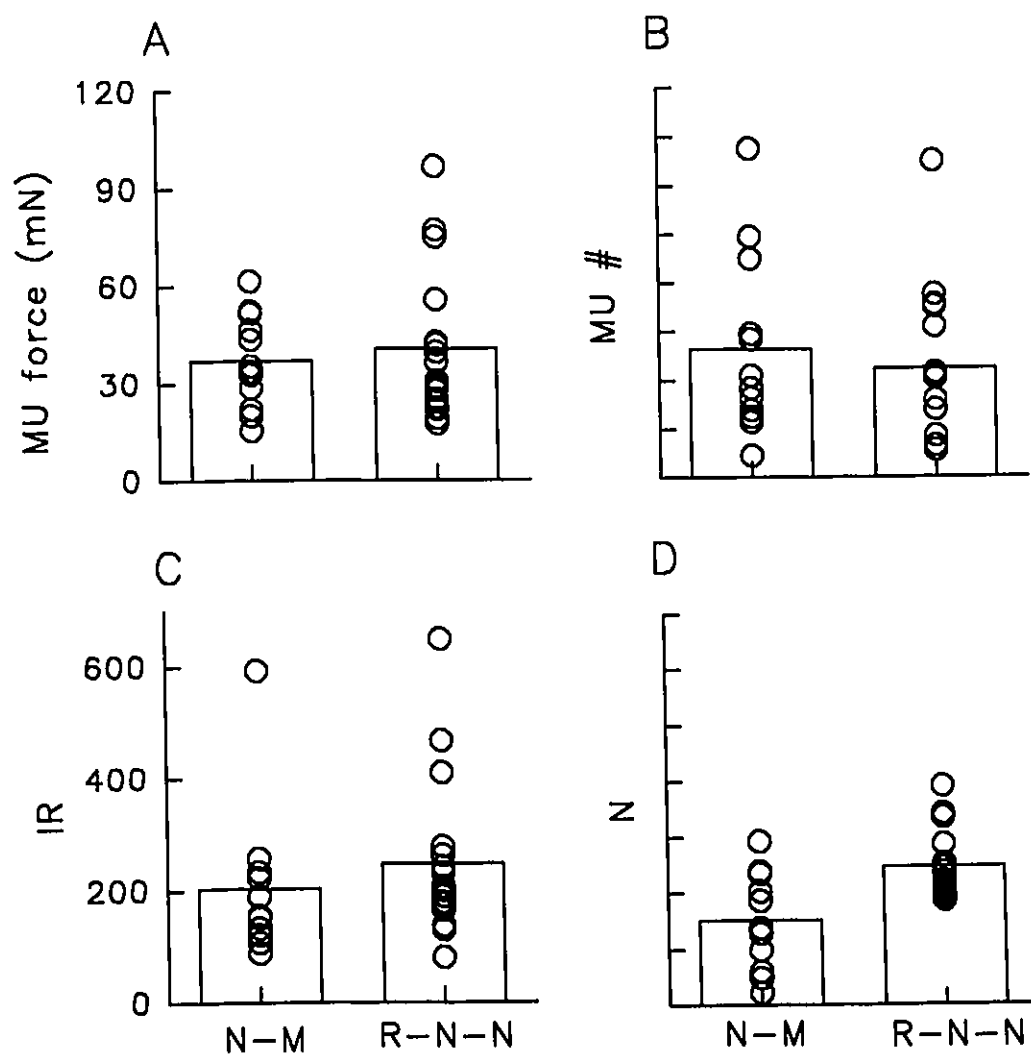 A
MU force (mN)
120
90
60
30
0
B
MU #
C
IR
600
400
200
0
N-M
R-N-N
D
N
N-M
R-N-N